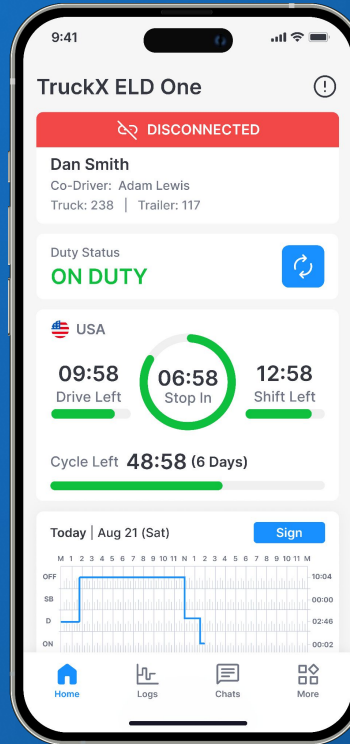 9:41
TruckX ELD One
DISCONNECTED
Dan Smith
Co-Driver: Adam Lewis
Truck: 238 | Trailer: 117
Duty Status
ON DUTY
USA
09:58
Drive Left
06:58
Stop In
12:58
Shift Left
Cycle Left 48:58 (6 Days)
Today | Aug 21 (Sat)
Sign
M 1 2 3 4 5 6 7 8 9 10 11 N 1 2 3 4 5 6 7 8 9 10 11 M
OFF 10:04
SB 00:00
D 02:46
ON 00:02
Home Logs Chats More